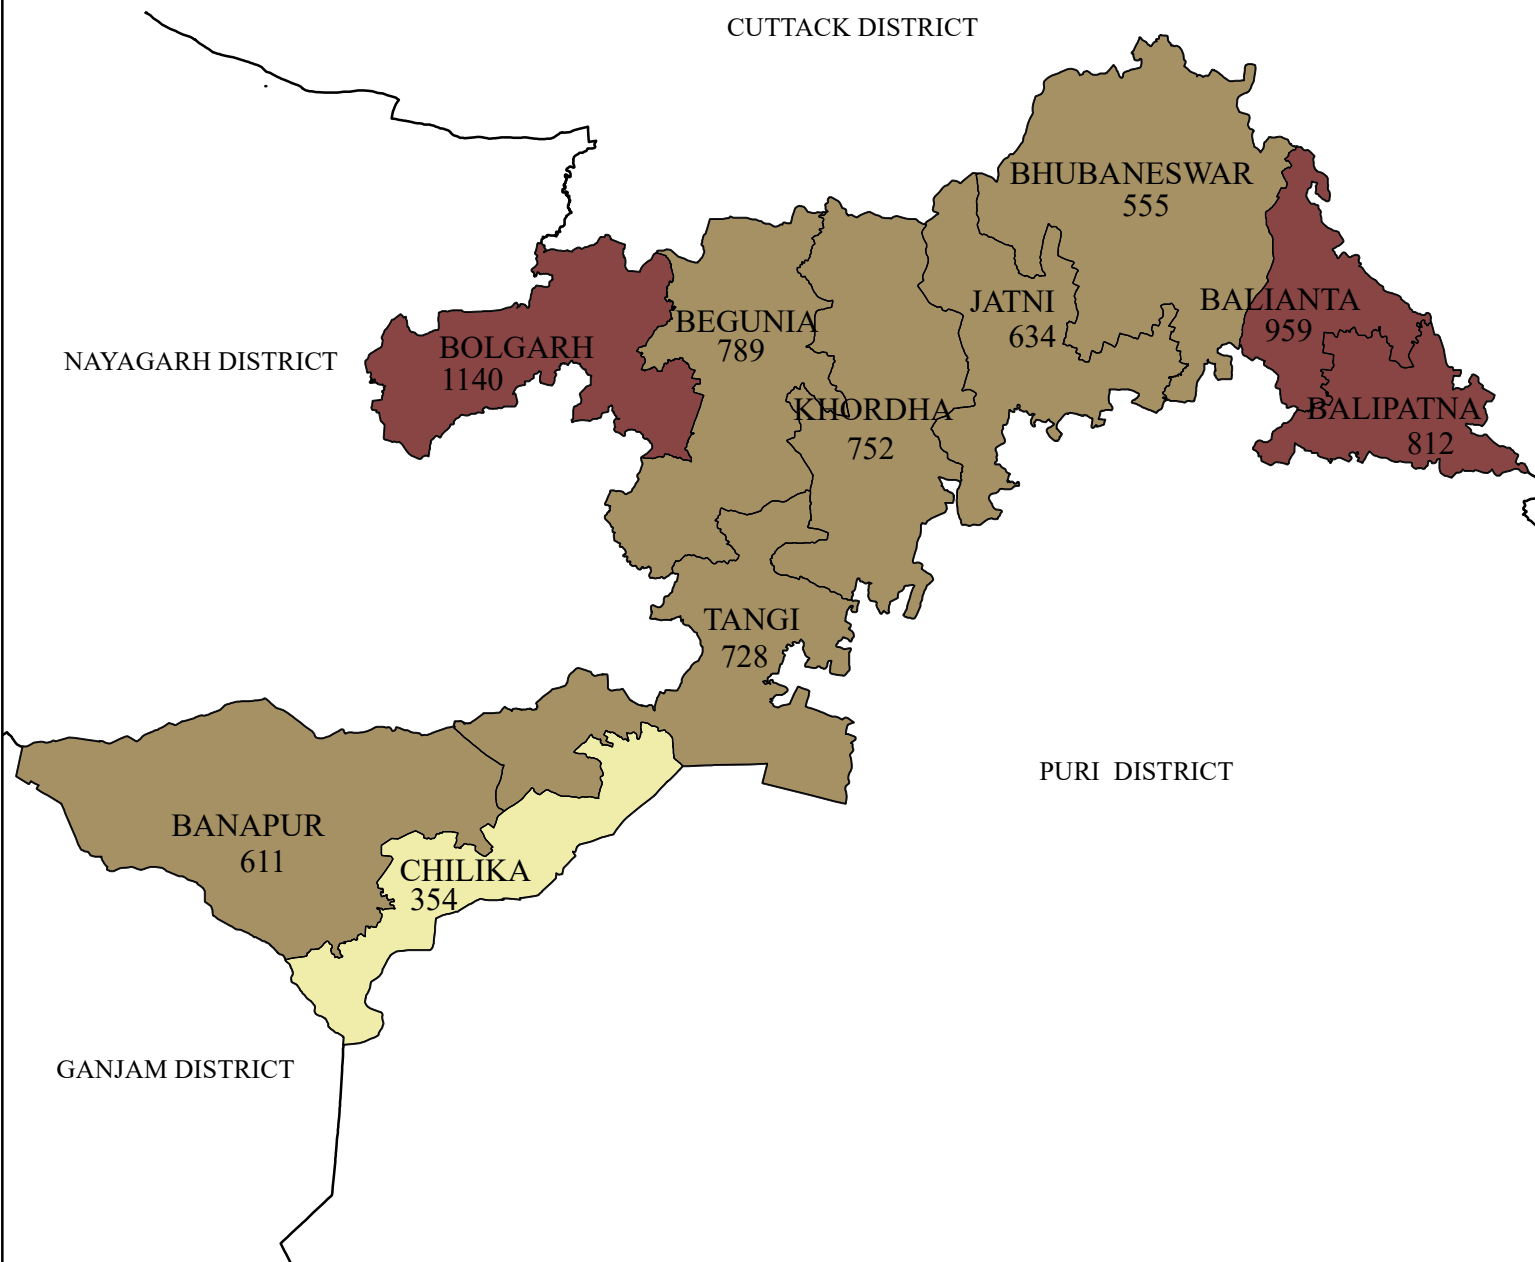 CUTTACK DISTRICT
BHUBANESWAR
555
BALIANTA
959
JATNI
634
BEGUNIA
789
BOLGARH
1140
NAYAGARH DISTRICT
KHORDHA
752
BALIPATNA
812
TANGI
728
PURI DISTRICT
BANAPUR
611
CHILIKA
354
GANJAM DISTRICT